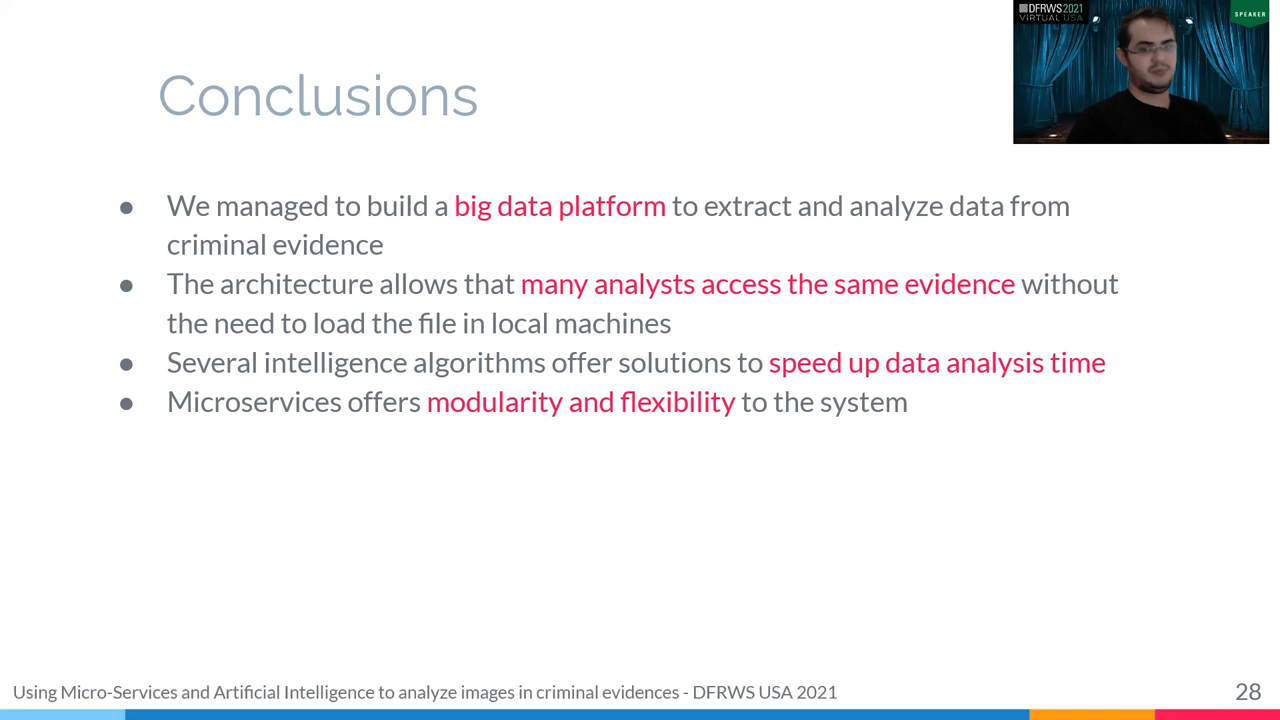 DFRWS2021
VIRTUAL USA
SPEAKER
Conclusions
● We managed to build a big data platform to extract and analyze data from
criminal evidence
● The architecture allows that many analysts access the same evidence without
the need to load the file in local machines
● Several intelligence algorithms offer solutions to speed up data analysis time
● Microservices offers modularity and flexibility to the system
Using Micro-Services and Artificial Intelligence to analyze images in criminal evidences - DFRWS USA 2021
28